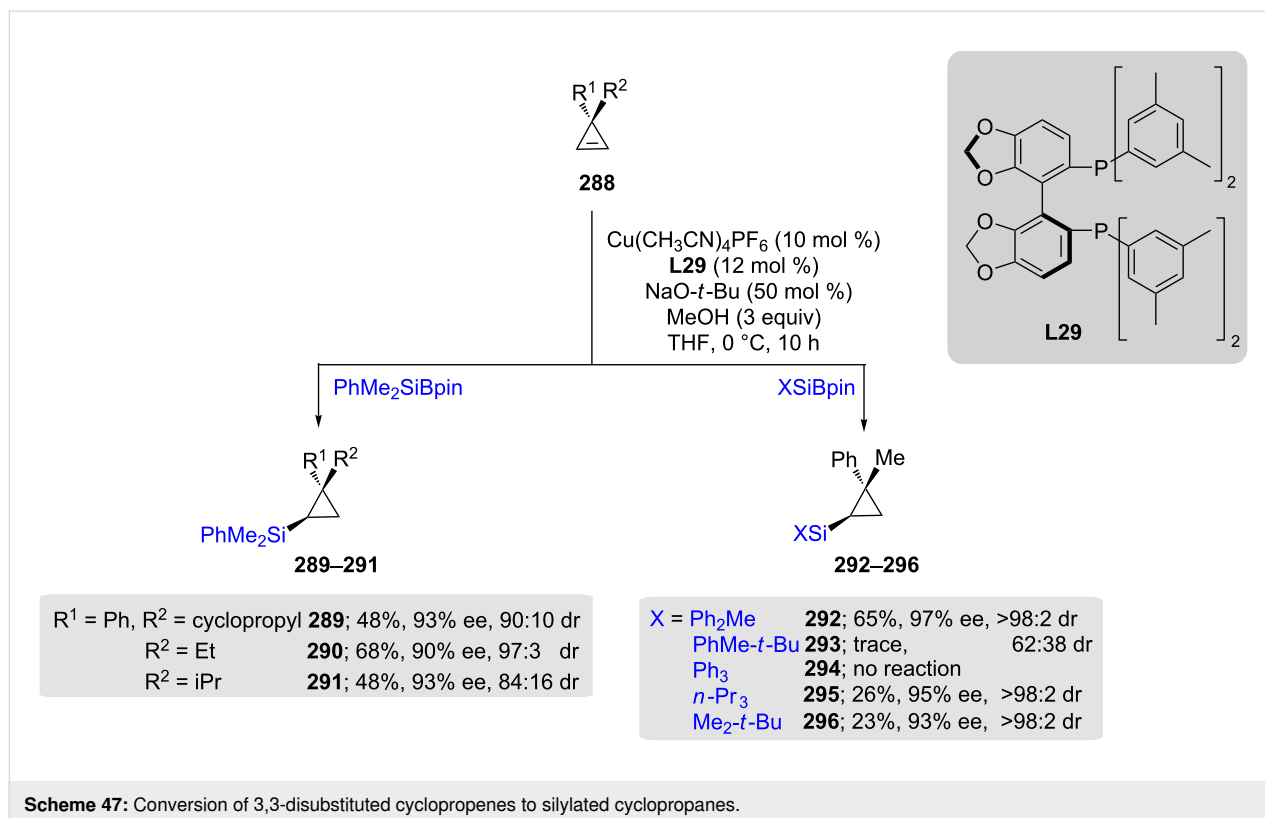 R1 R2
288
Cu(CH3CN)4PF6 (10 mol %)
L29 (12 mol %)
NaO-t-Bu (50 mol %)
MeOH (3 equiv)
THF, 0 °C, 10 h
O
O
P
2
O
O
P
2
L29
PhMe2SiBpin
XSiBpin
R1 R2
PhMe2Si
289–291
Ph Me
XSi
292–296
R1 = Ph, R2 = cyclopropyl 289; 48%, 93% ee, 90:10 dr
R2 = Et 290; 68%, 90% ee, 97:3 dr
R2 = iPr 291; 48%, 93% ee, 84:16 dr
X = Ph2Me 292; 65%, 97% ee, >98:2 dr
PhMe-t-Bu 293; trace, 62:38 dr
Ph3 294; no reaction
n-Pr3 295; 26%, 95% ee, >98:2 dr
Me2-t-Bu 296; 23%, 93% ee, >98:2 dr
Scheme 47: Conversion of 3,3-disubstituted cyclopropenes to silylated cyclopropanes.